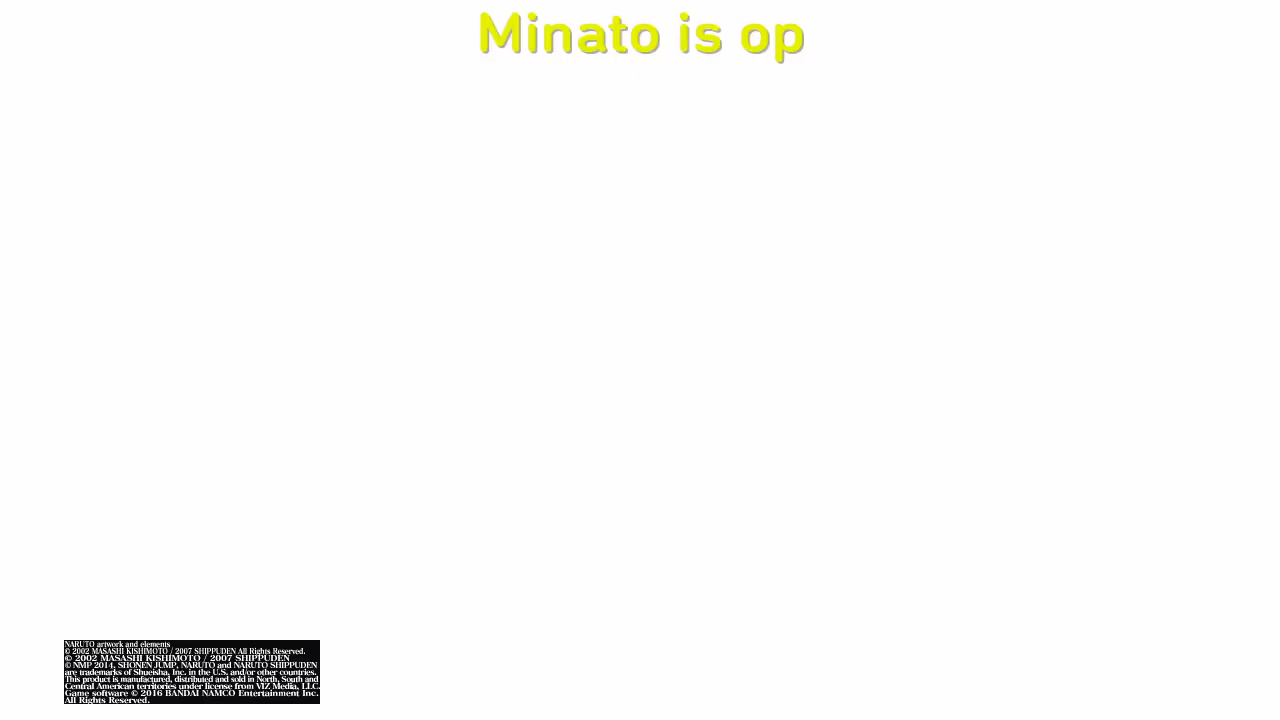 Minato is op
NARUTO artwork and elements
© 2002 MASASHI KISHIMOTO / 2007 SHIPPUDEN All Rights Reserved.
© 2002 MASASHI KISHIMOTO / 2007 SHIPPUDEN
© NMP 2014, SHONEN JUMP, NARUTO and NARUTO SHIPPUDEN
are trademarks of Shueisha, Inc. in the U.S. and/or other countries.
This product is manufactured, distributed and sold in North, South and
Central American territories under license from VIZ Media, LLC.
Game software © 2016 BANDAI NAMCO Entertainment Inc.
All Rights Reserved.